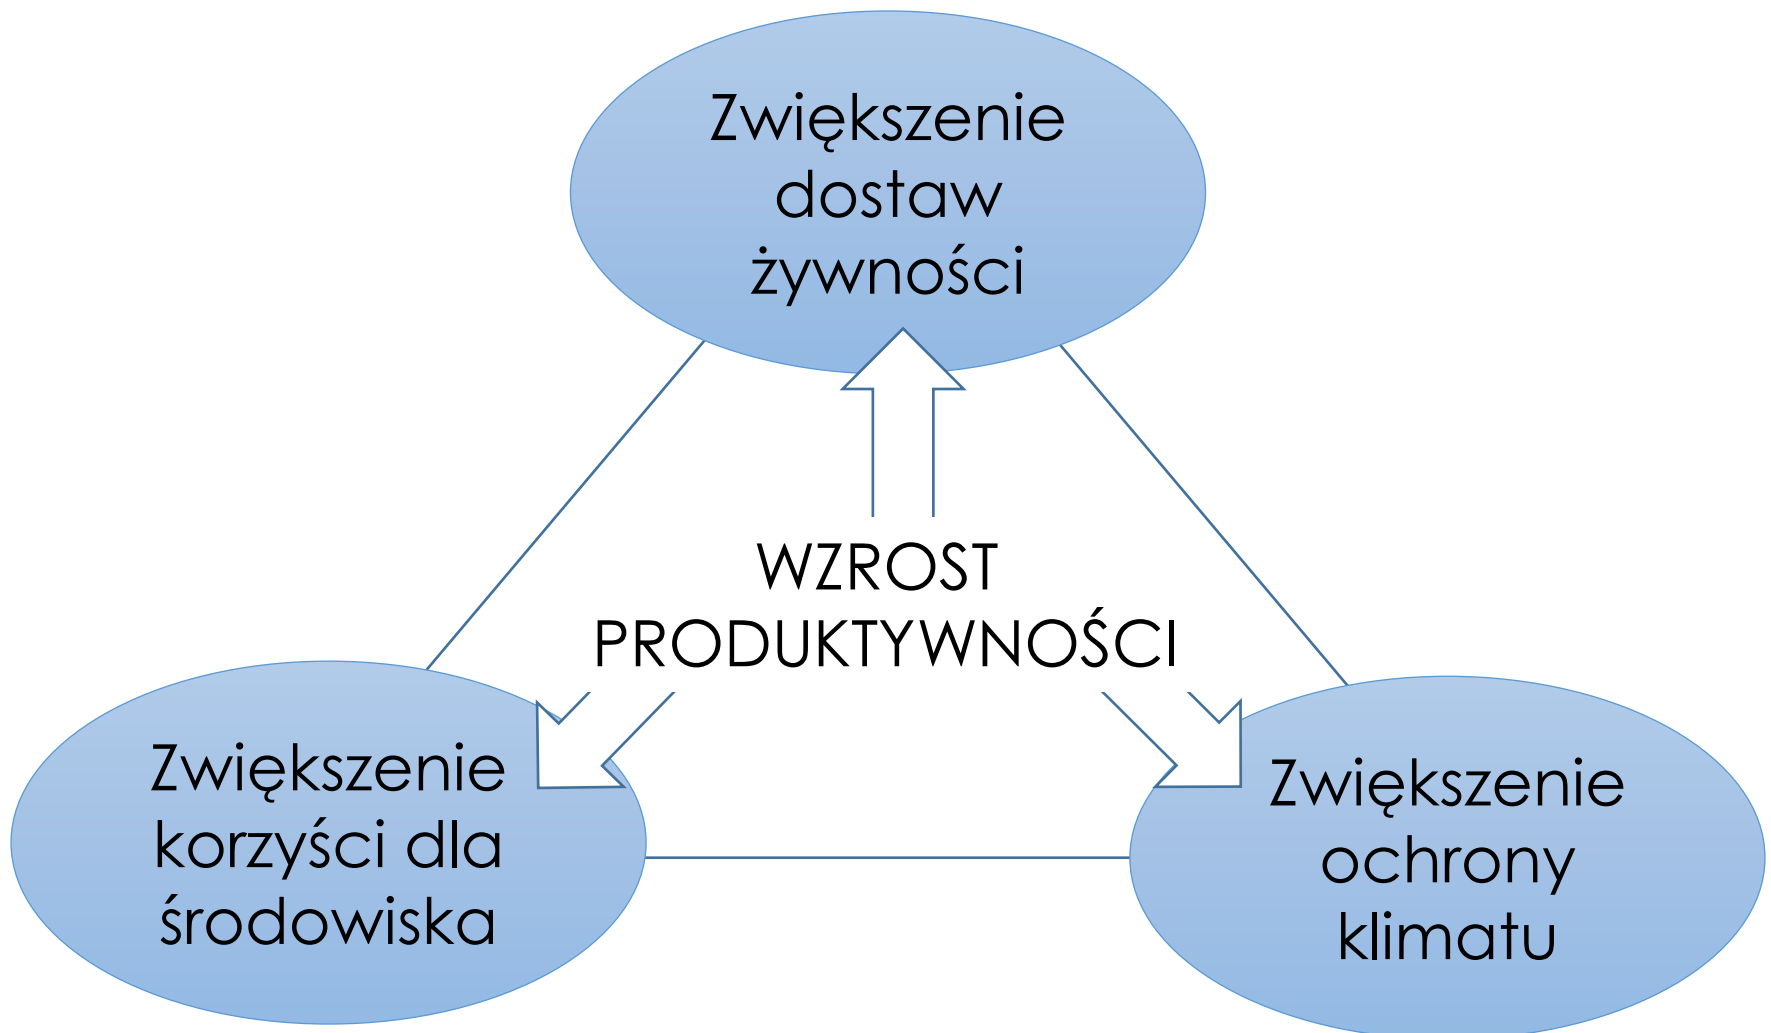 Zwiększenie
dostaw
żywności
WZROST
PRODUKTYWNOŚCI
Zwiększenie
korzyści dla
środowiska
Zwiększenie
ochrony
klimatu